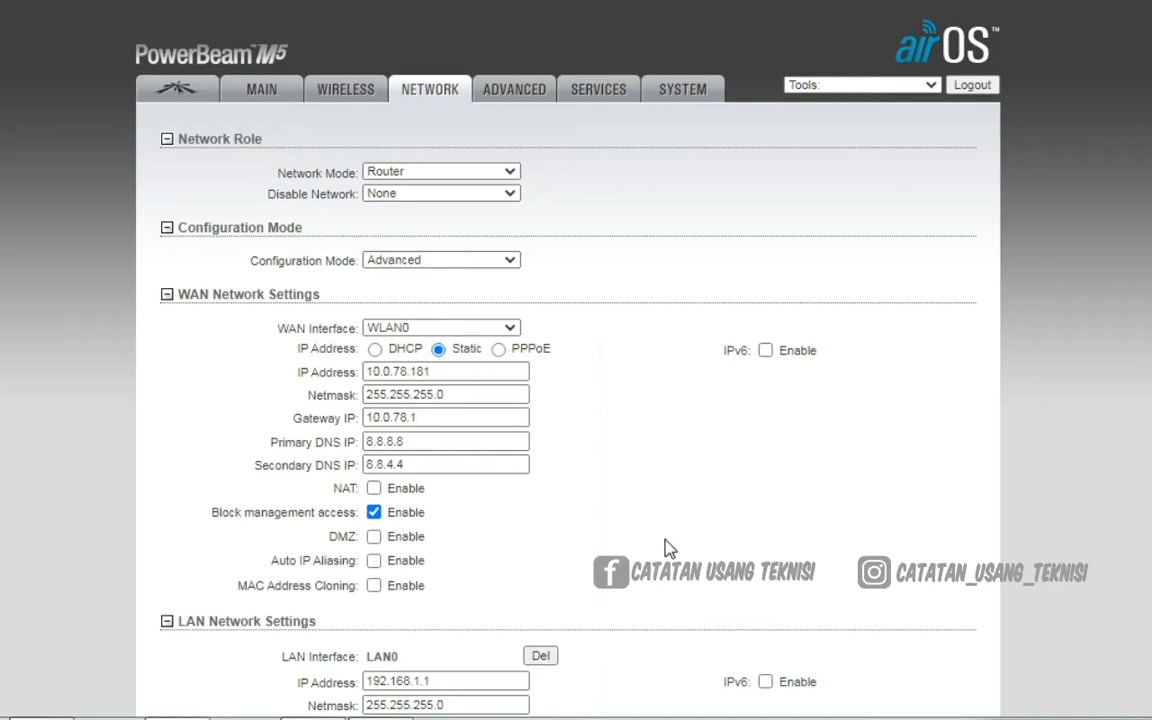 PowerBeam™M5
airOS™
MAIN WIRELESS NETWORK ADVANCED SERVICES SYSTEM Tools: Logout
Network Role
Network Mode: Router
Disable Network: None
Configuration Mode
Configuration Mode: Advanced
WAN Network Settings
WAN Interface: WLAN0
IP Address: DHCP Static PPPoE IPv6: Enable
IP Address: 10.0.78.181
Netmask: 255.255.255.0
Gateway IP: 10.0.78.1
Primary DNS IP: 8.8.8.8
Secondary DNS IP: 8.8.4.4
NAT: Enable
Block management access: Enable
DMZ: Enable
Auto IP Aliasing: Enable
CATATAN USANG TEKNISI CATATAN_USANG_TEKNISI
MAC Address Cloning: Enable
LAN Network Settings
LAN Interface: LAN0 Del
IP Address: 192.168.1.1 IPv6: Enable
Netmask: 255.255.255.0